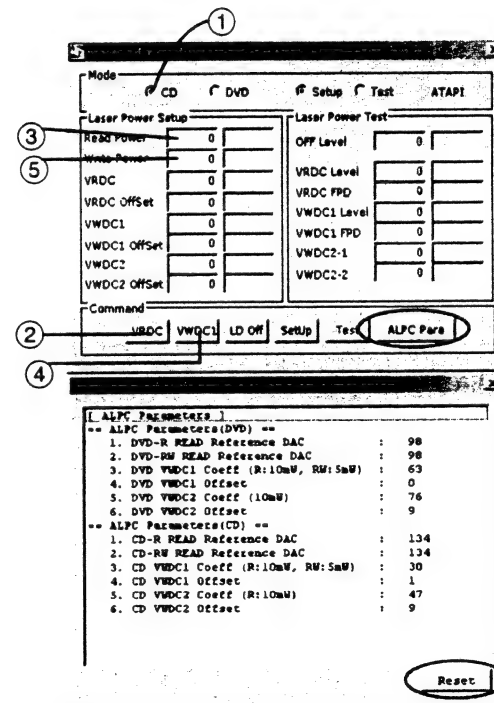 ①
Mode
CD DVD Setup Test ATAPI
Laser Power Setup
③ Read Power 0
⑤ Write Power 0
VRDC 0
VRDC OffSet 0
VWDC1 0
VWDC1 OffSet 0
VWDC2 0
VWDC2 OffSet 0
Laser Power Test
OFF Level 0
VRDC Level 0
VRDC FPD 0
VWDC1 Level 0
VWDC1 FPD 0
VWDC2-1 0
VWDC2-2 0
Command
② VRDC VWDC1 LD Off SetUp Test ALPC Para
④
[ ALPC Parameters ]
== ALPC Parameters(DVD) ==
1. DVD-R READ Reference DAC : 98
2. DVD-RW READ Reference DAC : 98
3. DVD VWDC1 Coeff (R:10mW, RW:5mW) : 63
4. DVD VWDC1 Offset : 0
5. DVD VWDC2 Coeff (10mW) : 76
6. DVD VWDC2 Offset : 9
== ALPC Parameters(CD) ==
1. CD-R READ Reference DAC : 134
2. CD-RW READ Reference DAC : 134
3. CD VWDC1 Coeff (R:10mW, RW:5mW) : 30
4. CD VWDC1 Offset : 1
5. CD VWDC2 Coeff (R:10mW) : 47
6. CD VWDC2 Offset : 9
Reset